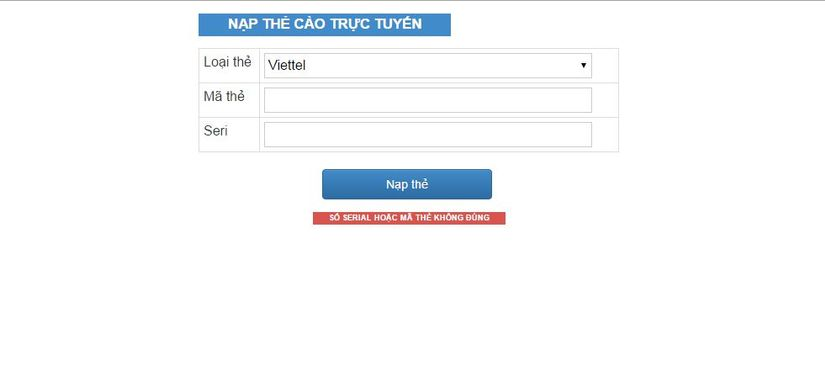 NẠP THẺ CÀO TRỰC TUYẾN
Loại thẻ
Viettel
Mã thẻ
Seri
Nạp thẻ
SỐ SERIAL HOẶC MÃ THẺ KHÔNG ĐÚNG